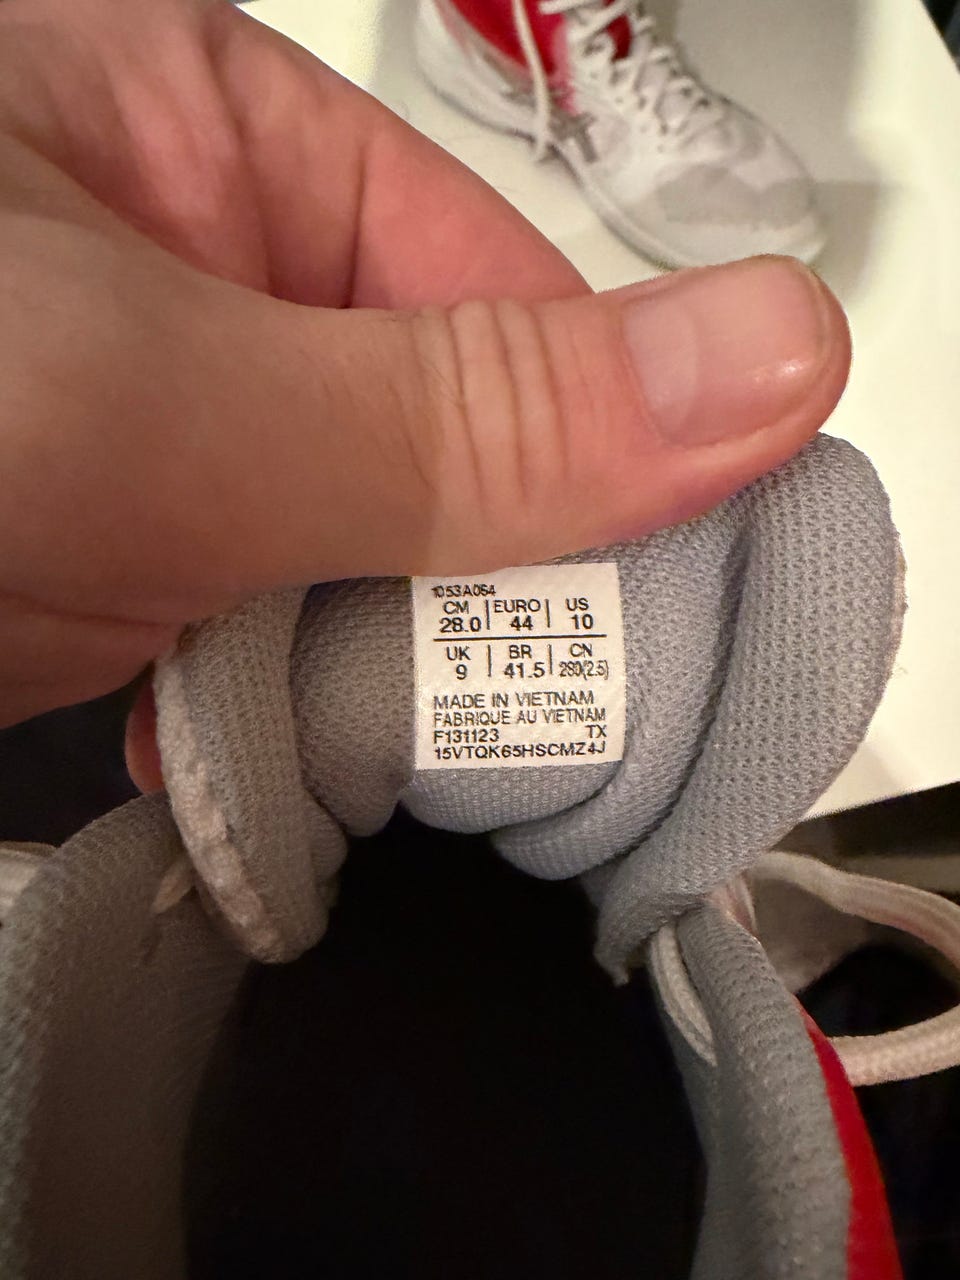 1053A064
CM | EURO | US
28.0 | 44 | 10
UK | BR | CN
9 | 41.5 | 280(2.5)
MADE IN VIETNAM
FABRIQUE AU VIETNAM
F131123 TX
15VTQK65HSCMZ4J